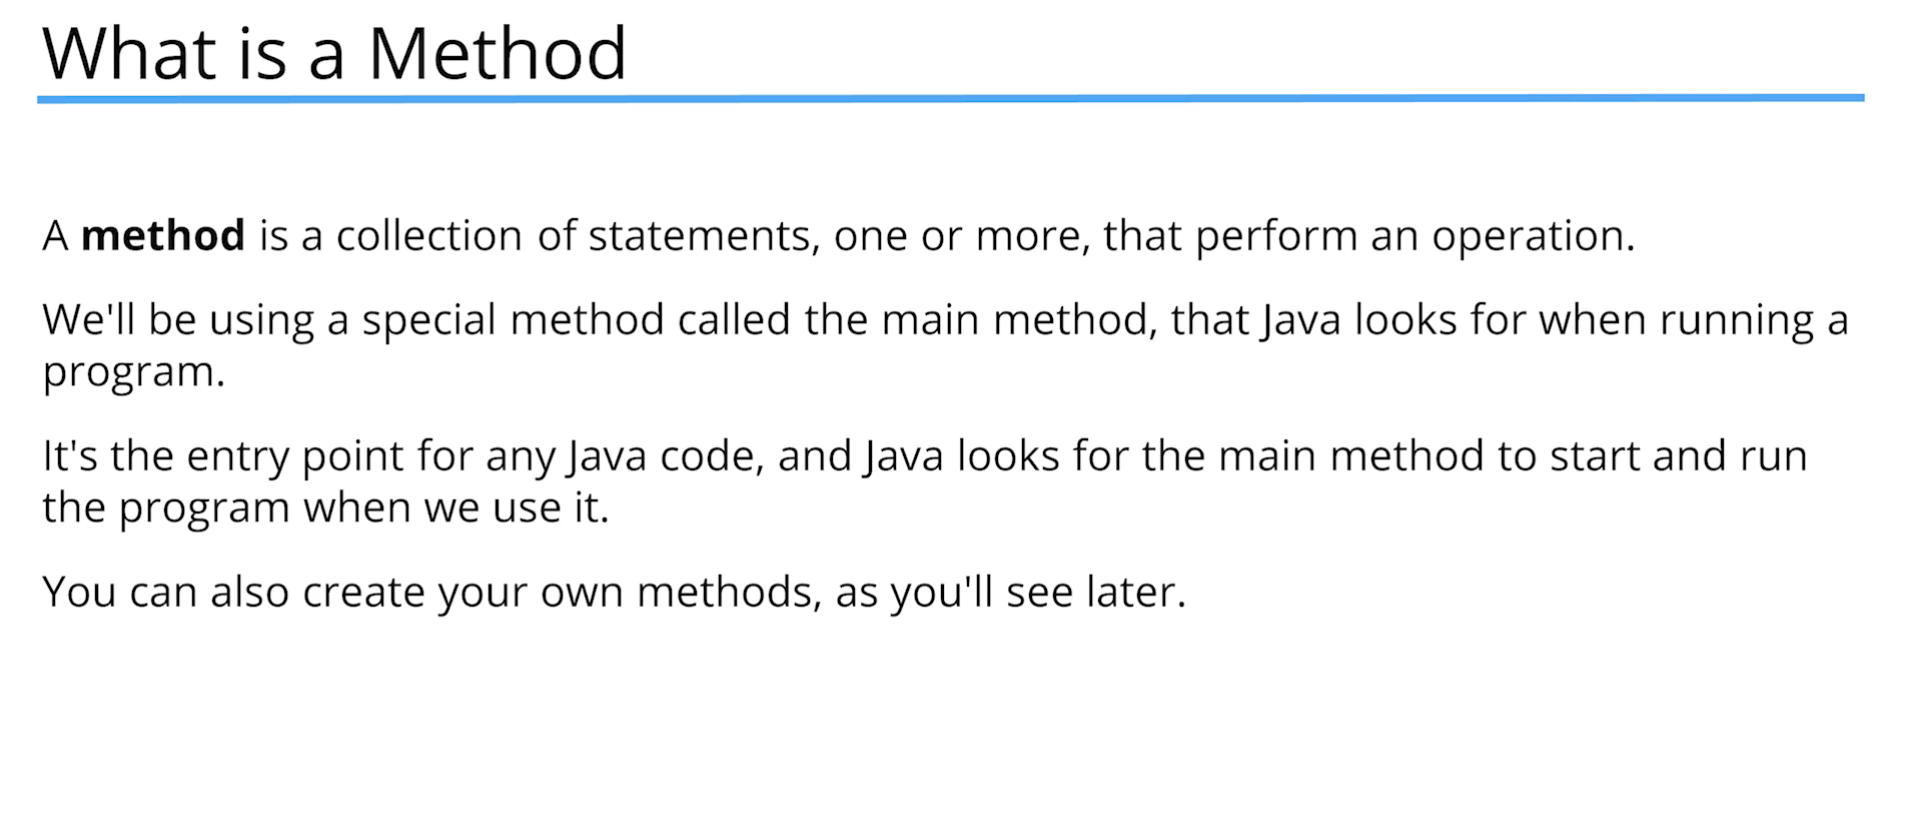 What is a Method
A method is a collection of statements, one or more, that perform an operation.
We'll be using a special method called the main method, that Java looks for when running a
program.
It's the entry point for any Java code, and Java looks for the main method to start and run
the program when we use it.
You can also create your own methods, as you'll see later.